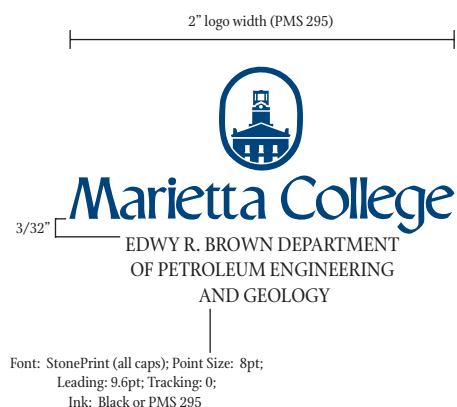 2” logo width (PMS 295)
Marietta College
3/32”
EDWY R. BROWN DEPARTMENT
OF PETROLEUM ENGINEERING
AND GEOLOGY
Font: StonePrint (all caps); Point Size: 8pt;
Leading: 9.6pt; Tracking: 0;
Ink: Black or PMS 295